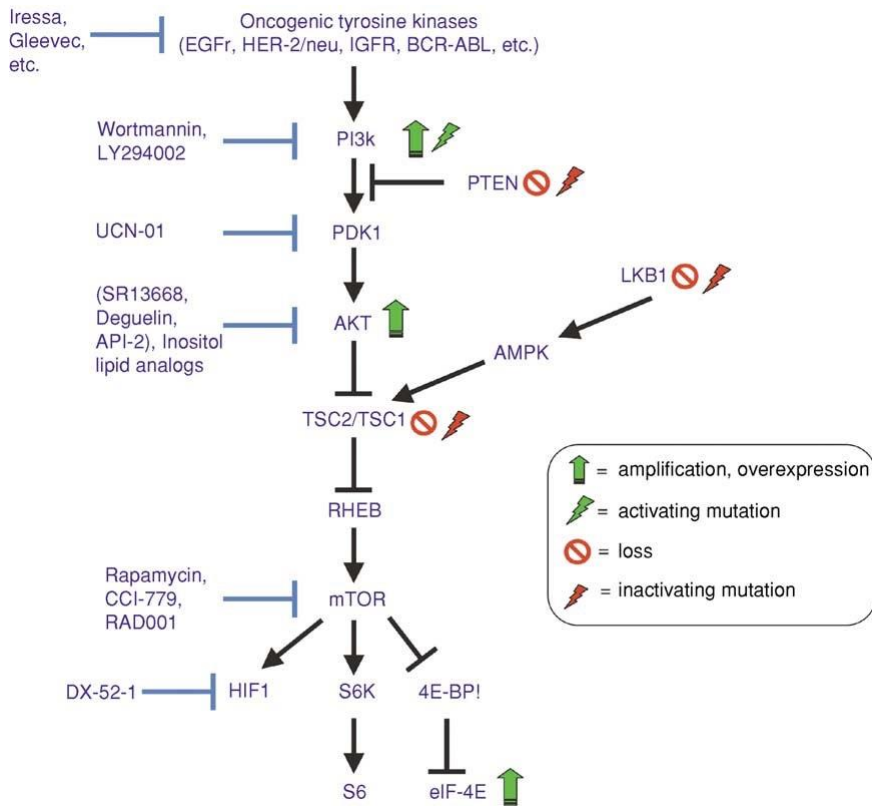 Iressa,
Gleevec,
etc.
Oncogenic tyrosine kinases
(EGFr, HER-2/neu, IGFR, BCR-ABL, etc.)
Wortmannin,
LY294002
PI3k
PTEN
UCN-01
PDK1
LKB1
(SR13668,
Deguelin,
API-2), Inositol
lipid analogs
AKT
AMPK
TSC2/TSC1
= amplification, overexpression
= activating mutation
= loss
= inactivating mutation
RHEB
Rapamycin,
CCI-779,
RAD001
mTOR
DX-52-1
HIF1
S6K
4E-BP!
S6
eIF-4E